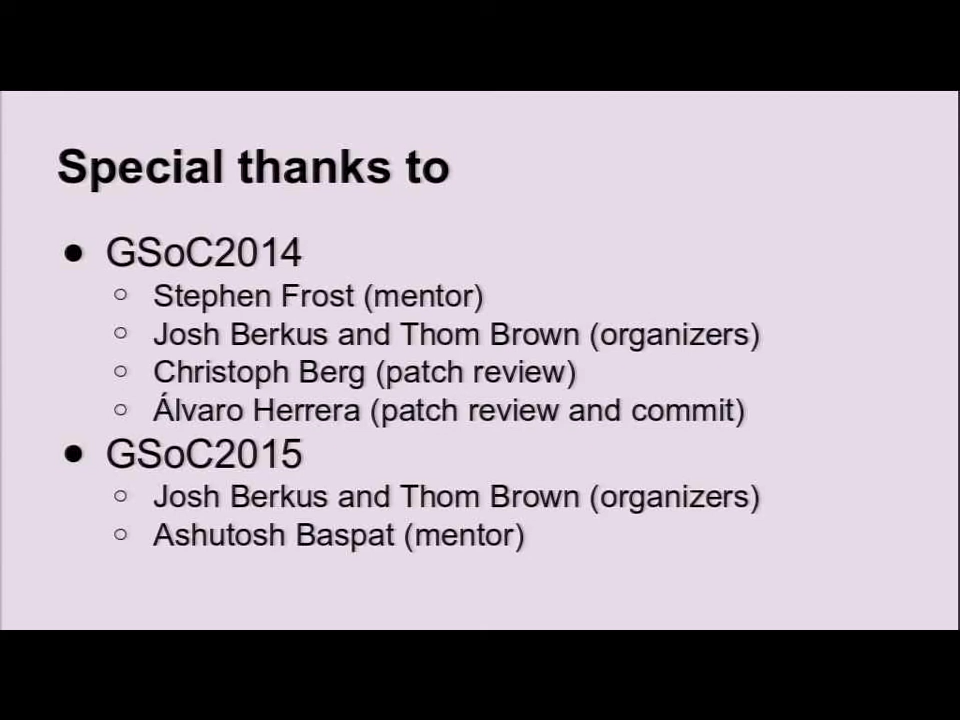 Special thanks to
● GSoC2014
○ Stephen Frost (mentor)
○ Josh Berkus and Thom Brown (organizers)
○ Christoph Berg (patch review)
○ Álvaro Herrera (patch review and commit)
● GSoC2015
○ Josh Berkus and Thom Brown (organizers)
○ Ashutosh Baspat (mentor)